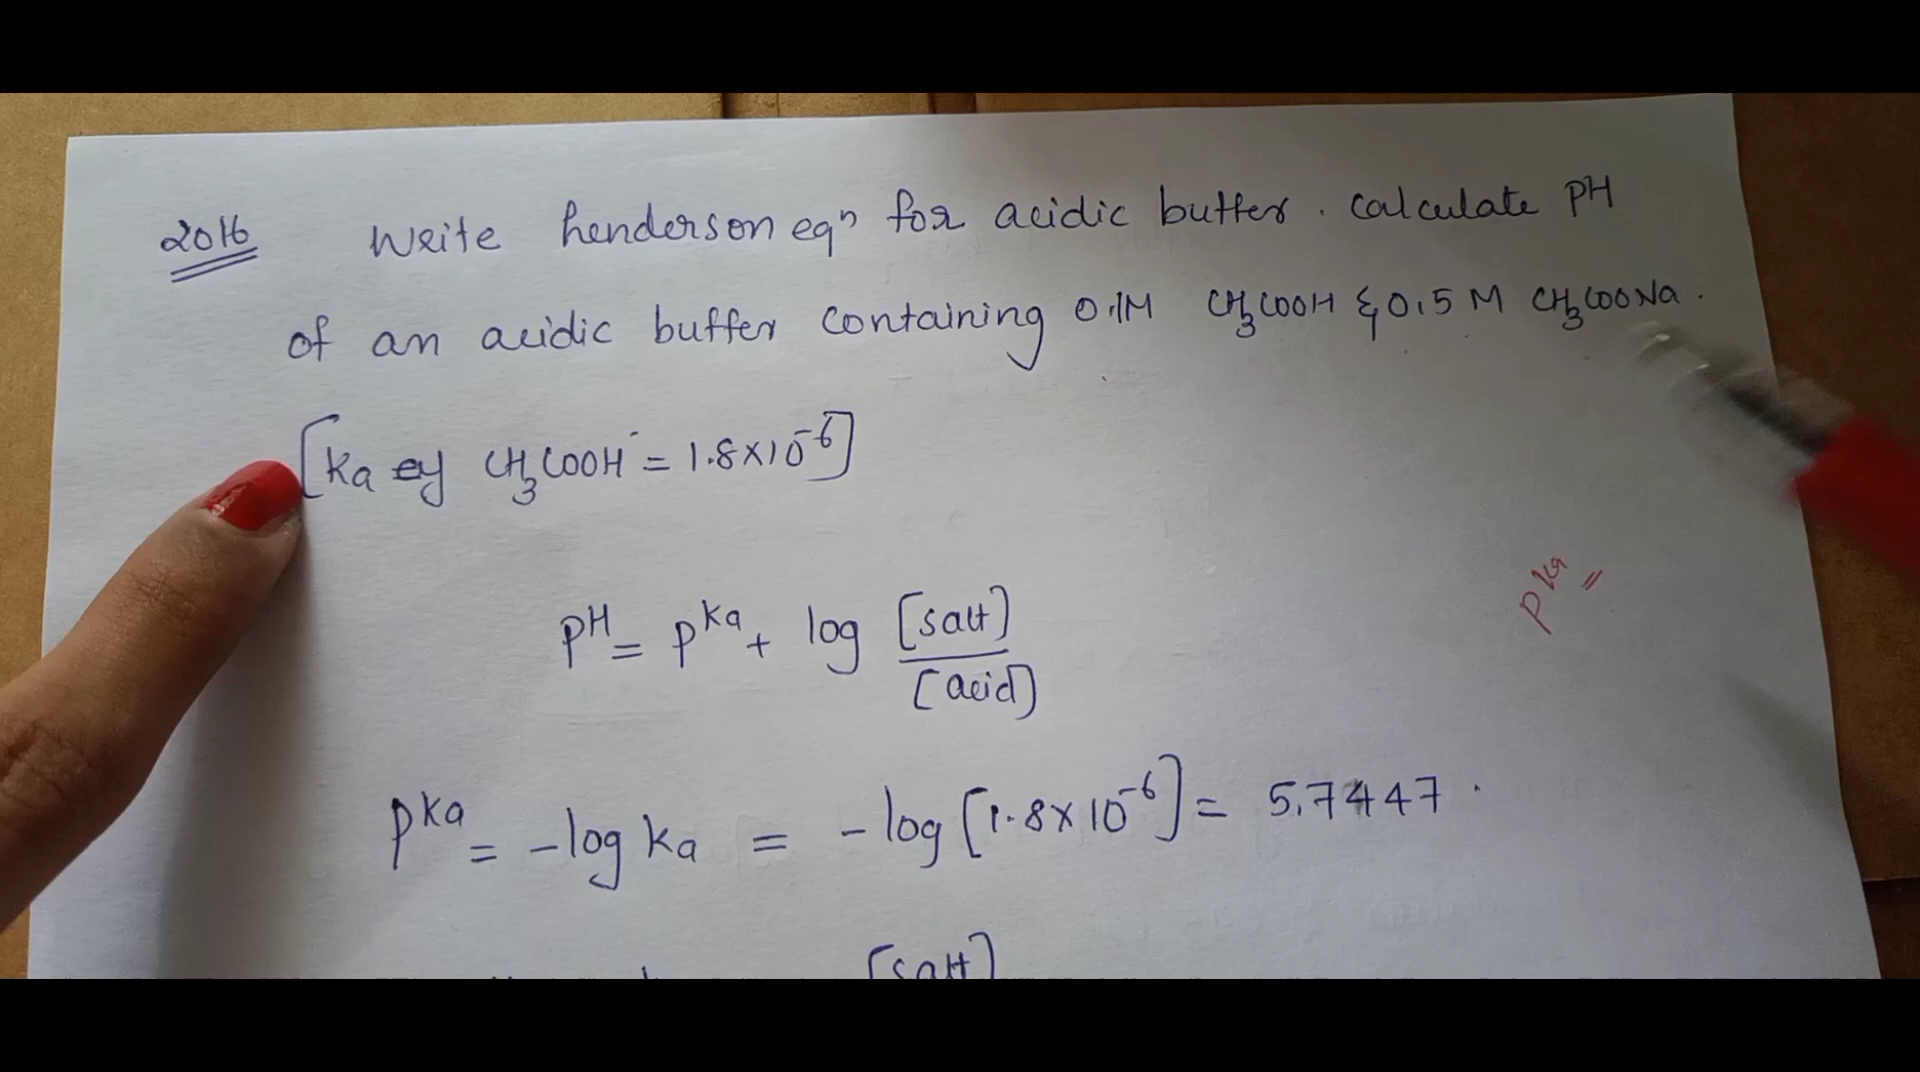 2016 Write henderson eqⁿ for acidic buffer. Calculate PH
of an acidic buffer containing 0.1M CH₃COOH & 0.5 M CH₃COONa.
[Ka of CH₃COOH = 1.8×10⁻⁶]
pᴷᵃ =
pH = pᴷᵃ + log [salt]
[acid]
pᴷᵃ = -log Ka = -log [1.8×10⁻⁶] = 5.7447.
[salt]